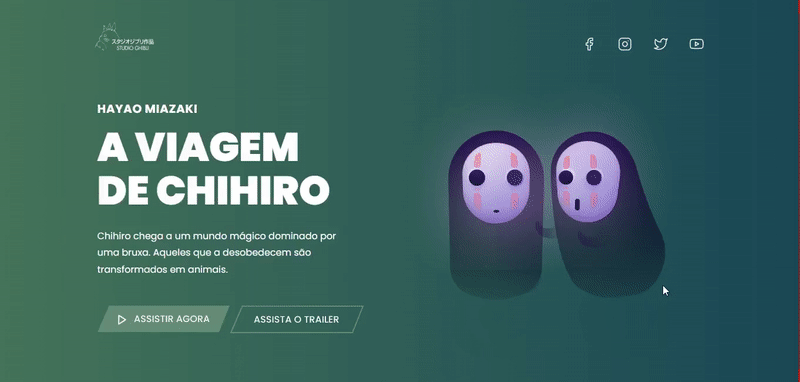 スタジオジブリ作品
STUDIO GHIBLI
HAYAO MIAZAKI
A VIAGEM
DE CHIHIRO
Chihiro chega a um mundo mágico dominado por
uma bruxa. Aqueles que a desobedecem são
transformados em animais.
ASSISTIR AGORA
ASSISTA O TRAILER